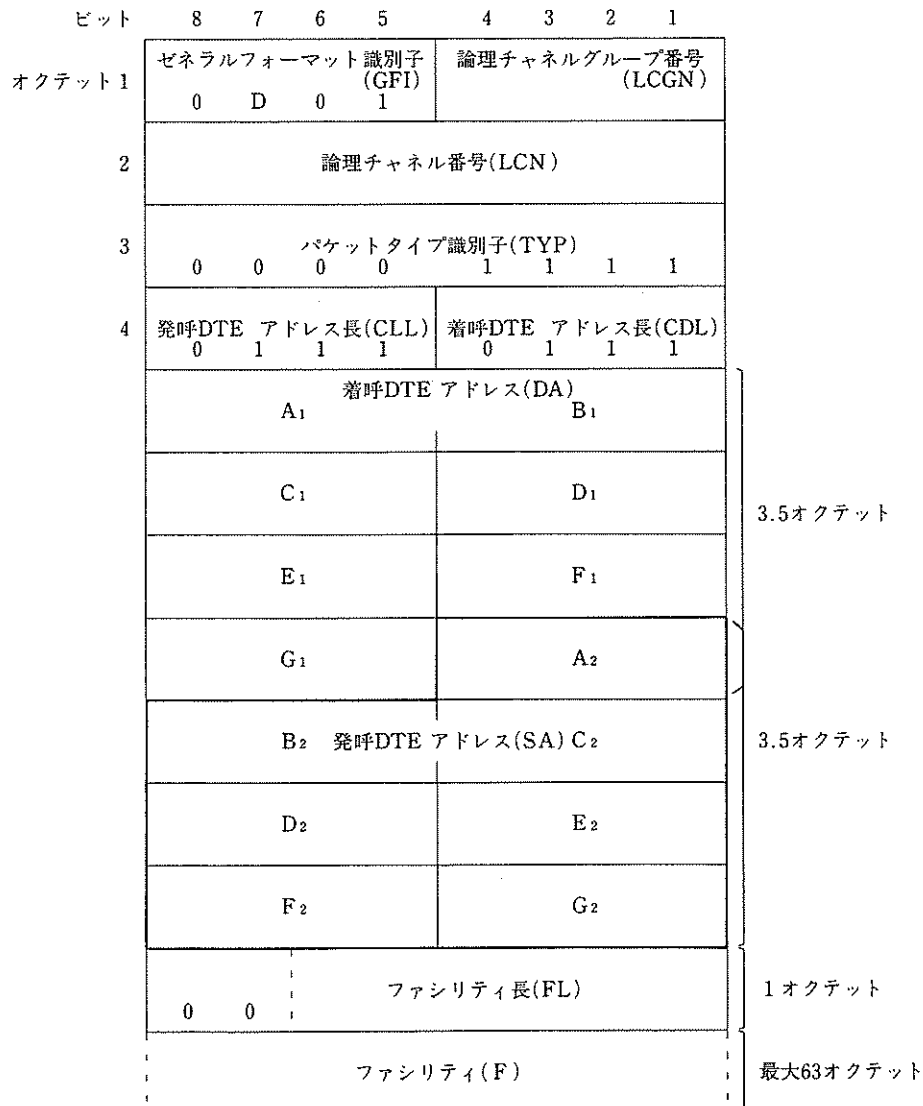 ビット 8 7 6 5 4 3 2 1
オクテット1
ゼネラルフォーマット識別子
(GFI)
0 D 0 1
論理チャネルグループ番号
(LCGN)
2 論理チャネル番号(LCN)
3 パケットタイプ識別子(TYP)
0 0 0 0 1 1 1 1
4 発呼DTE アドレス長(CLL) 着呼DTE アドレス長(CDL)
0 1 1 1 0 1 1 1
着呼DTE アドレス(DA)
A1 B1
C1 D1
3.5オクテット
E1 F1
G1 A2
B2 発呼DTE アドレス(SA) C2
3.5オクテット
D2 E2
F2 G2
ファシリティ長(FL)
1オクテット
0 0
ファシリティ(F)
最大63オクテット